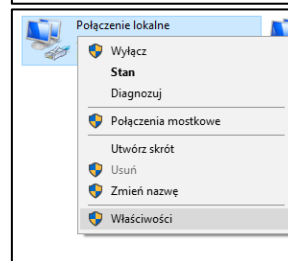 Połączenie lokalne
Wyłącz
Stan
Diagnozuj
Połączenia mostkowe
Utwórz skrót
Usuń
Zmień nazwę
Właściwości